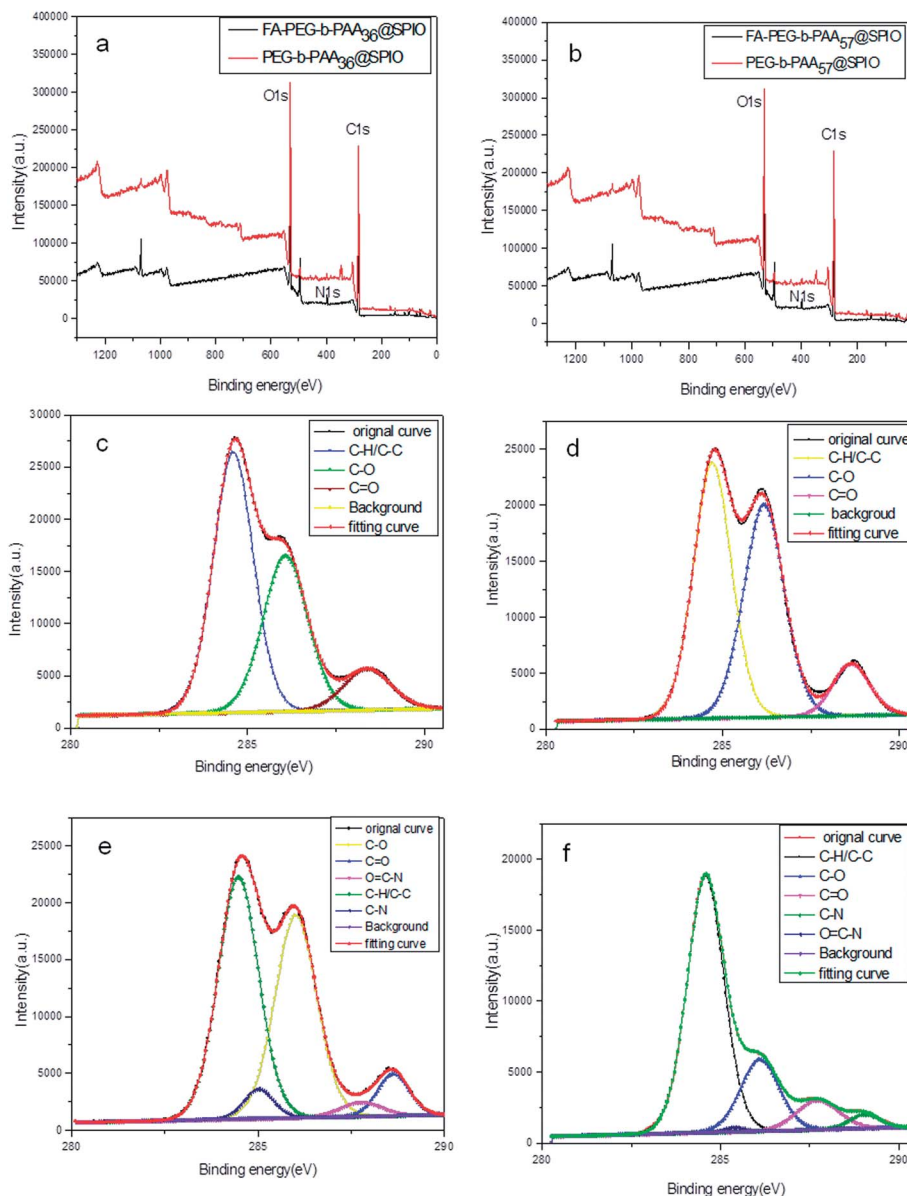 a
FA-PEG-b-PAA36@SPIO
PEG-b-PAA36@SPIO
O1s
C1s
N1s
400000
350000
300000
250000
200000
150000
100000
50000
0
Intensity(a.u.)
1200 1000 800 600 400 200 0
Binding energy(eV)
b
FA-PEG-b-PAA57@SPIO
PEG-b-PAA57@SPIO
O1s
C1s
N1s
400000
350000
300000
250000
200000
150000
100000
50000
0
Intensity(a.u.)
1200 1000 800 600 400 200
Binding energy(eV)
c
orignal curve
C-H/C-C
C-O
C=O
Background
fitting curve
30000
25000
20000
15000
10000
5000
0
Intensity(a.u.)
280 285 290
Binding energy(eV)
d
original curve
C-H/C-C
C-O
C=O
backgroud
fitting curve
25000
20000
15000
10000
5000
0
Intensity(a.u.)
280 285 290
Binding energy (eV)
e
orignal curve
C-O
C=O
O=C-N
C-H/C-C
C-N
Background
fitting curve
25000
20000
15000
10000
5000
0
Intensity(a.u.)
280 285 290
Binding energy(eV)
f
orignal curve
C-H/C-C
C-O
C=O
C-N
O=C-N
Background
fitting curve
20000
15000
10000
5000
0
Intensity(a.u.)
280 285 290
Binding energy(eV)